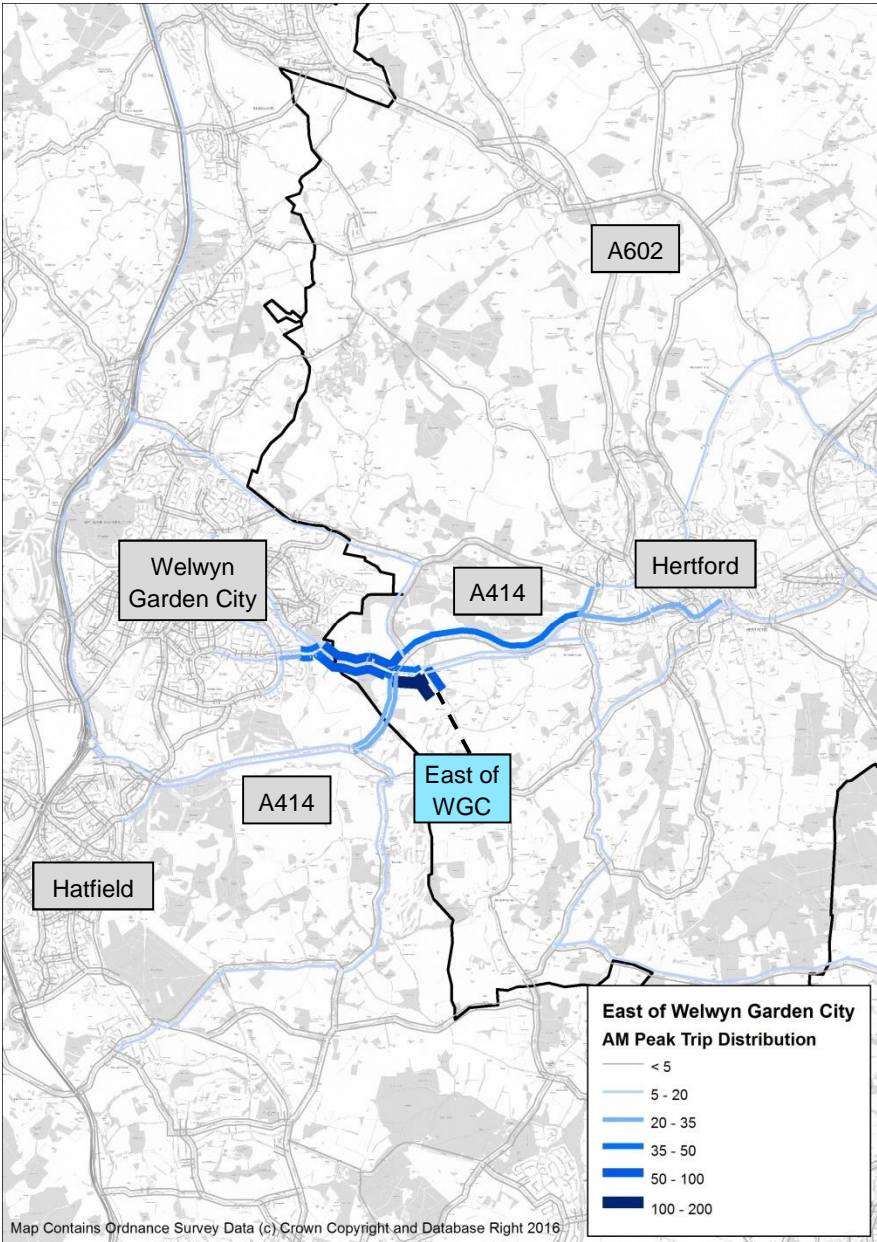 A602
Welwyn
Garden City
A414
Hertford
East of
WGC
A414
Hatfield
East of Welwyn Garden City
AM Peak Trip Distribution
< 5
5 - 20
20 - 35
35 - 50
50 - 100
100 - 200
Map Contains Ordnance Survey Data (c) Crown Copyright and Database Right 2016